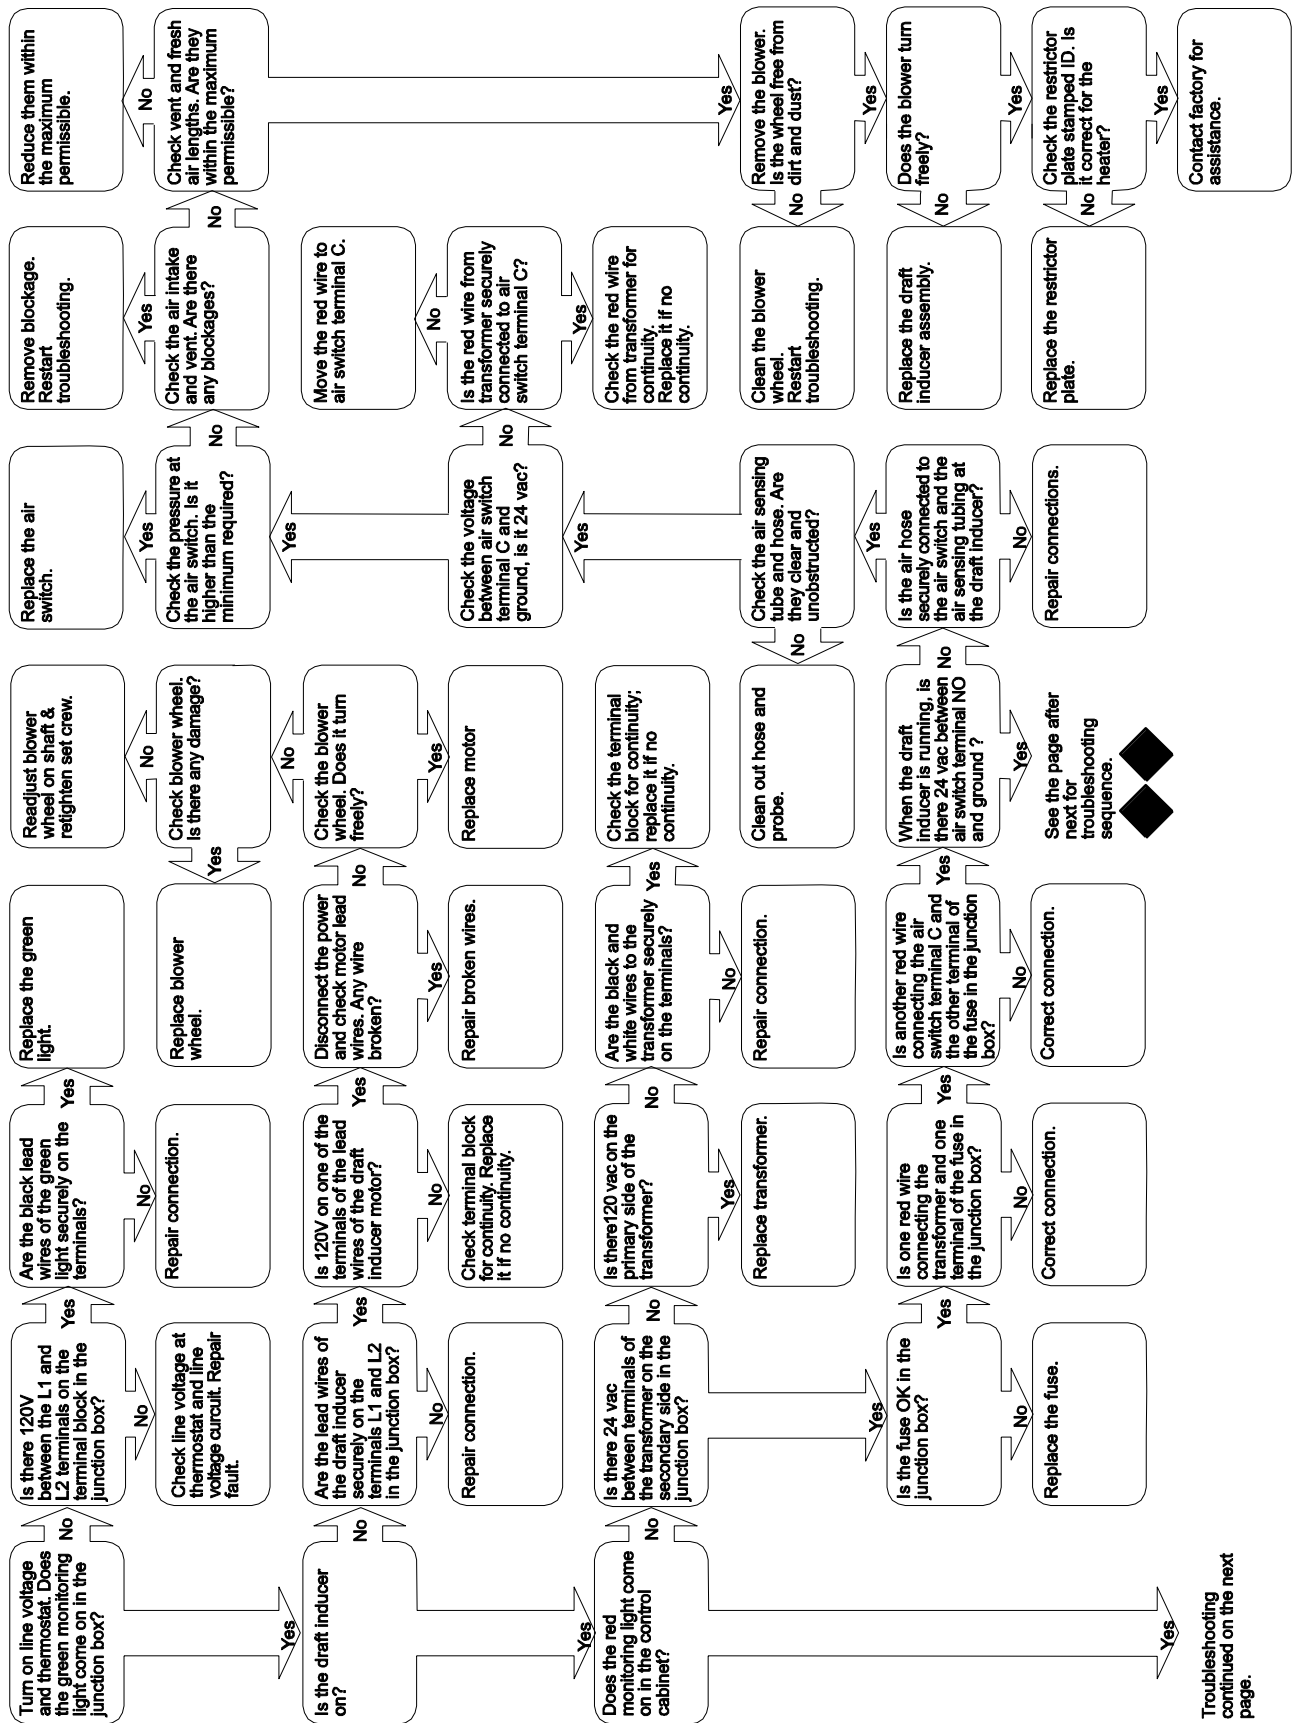 Turn on line voltage
and thermostat. Does
the green monitoring
light come on in the
junction box?
No
Yes
Is there 120V
between the L1 and
L2 terminals on the
terminal block in the
junction box?
Yes
No
Are the black lead
wires of the green
light securely on the
terminals?
Yes
No
Replace the green
light.
Readjust blower
wheel on shaft &
retighten set crew.
Replace the air
switch.
Remove blockage.
Restart
troubleshooting.
Reduce them within
the maximum
permissible.
Check line voltage at
thermostat and line
voltage curcuit. Repair
fault.
Repair connection.
Replace blower
wheel.
Yes
No
Check blower wheel.
Is there any damage?
Yes
Check the pressure at
the air switch. Is it
higher than the
minimum required?
No
Yes
Check the air intake
and vent. Are there
any blockages?
No
No
Check vent and fresh
air lengths. Are they
within the maximum
permissible?
Is the draft inducer
on?
No
Yes
Are the lead wires of
the draft inducer
securely on the
terminals L1 and L2
in the junction box?
Yes
No
Is 120V on one of the
terminals of the lead
wires of the draft
inducer motor?
Yes
No
Disconnect the power
and check motor lead
wires. Any wire
broken?
No
Yes
No
Check the blower
wheel. Does it turn
freely?
Yes
Yes
Move the red wire to
air switch terminal C.
Repair connection.
Check terminal block
for continuity. Replace
it if no continuity.
Repair broken wires.
Replace motor
Check the voltage
between air switch
terminal C and
ground, is it 24 vac?
No
No
Is the red wire from
transformer securely
connected to air
switch terminal C?
Yes
Does the red
monitoring light come
on in the control
cabinet?
No
Yes
Is there 24 vac
between terminals of
the transformer on the
secondary side in the
junction box?
No
Yes
Is there120 vac on the
primary side of the
transformer?
No
Yes
Are the black and
white wires to the
transformer securely
on the terminals?
Yes
No
Check the terminal
block for continuity;
replace it if no
continuity.
Yes
Check the red wire
from transformer for
continuity.
Replace it if no
continuity.
Replace transformer.
Repair connection.
Clean out hose and
probe.
No
Check the air sensing
tube and hose. Are
they clear and
unobstructed?
Clean the blower
wheel.
Restart
troubleshooting.
No
Yes
Remove the blower.
Is the wheel free from
dirt and dust?
Yes
Is the fuse OK in the
junction box?
Yes
No
Is one red wire
connecting the
transformer and one
terminal of the fuse in
the junction box?
Yes
No
Is another red wire
connecting the air
switch terminal C and
the other terminal of
the fuse in the junction
box?
Yes
No
When the draft
inducer is running, is
there 24 vac between
air switch terminal NO
and ground ?
No
Yes
Yes
Is the air hose
securely connected to
the air switch and the
air sensing tubing at
the draft inducer?
No
Replace the draft
inducer assembly.
No
Does the blower turn
freely?
Yes
Replace the fuse.
Correct connection.
Correct connection.
See the page after
next for
troubleshooting
sequence.
Repair connections.
Replace the restrictor
plate.
No
Check the restrictor
plate stamped ID. Is
it correct for the
heater?
Yes
Troubleshooting
continued on the next
page.
Contact factory for
assistance.